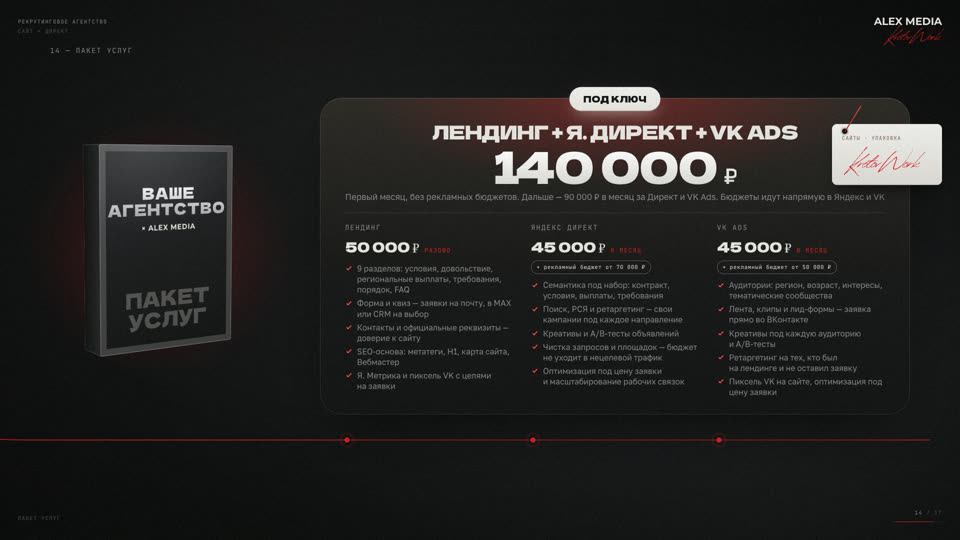 РЕКРУТИНГОВОЕ АГЕНТСТВО
САЙТ + ДИРЕКТ
14 — ПАКЕТ УСЛУГ
ALEX MEDIA
KrotovWork
ПОД КЛЮЧ
ЛЕНДИНГ + Я. ДИРЕКТ + VK ADS
140 000 ₽
Первый месяц, без рекламных бюджетов. Дальше — 90 000 ₽ в месяц за Директ и VK Ads. Бюджеты идут напрямую в Яндекс и VK
САЙТЫ · УПАКОВКА
KrotovWork
ВАШЕ
АГЕНТСТВО
× ALEX MEDIA
ПАКЕТ
УСЛУГ
ЛЕНДИНГ
50 000 ₽ РАЗОВО
9 разделов: условия, довольствие,
региональные выплаты, требования,
порядок, FAQ
Форма и квиз — заявки на почту, в MAX
или CRM на выбор
Контакты и официальные реквизиты —
доверие к сайту
SEO-основа: метатеги, H1, карта сайта,
Вебмастер
Я. Метрика и пиксель VK с целями
на заявки
ЯНДЕКС ДИРЕКТ
45 000 ₽ В МЕСЯЦ
+ рекламный бюджет от 70 000 ₽
Семантика под набор: контракт,
условия, выплаты, требования
Поиск, РСЯ и ретаргетинг — свои
кампании под каждое направление
Креативы и A/B-тесты объявлений
Чистка запросов и площадок — бюджет
не уходит в нецелевой трафик
Оптимизация под цену заявки
и масштабирование рабочих связок
VK ADS
45 000 ₽ В МЕСЯЦ
+ рекламный бюджет от 50 000 ₽
Аудитории: регион, возраст, интересы,
тематические сообщества
Лента, клипы и лид-формы — заявка
прямо во ВКонтакте
Креативы под каждую аудиторию
и A/B-тесты
Ретаргетинг на тех, кто был
на лендинге и не оставил заявку
Пиксель VK на сайте, оптимизация под
цену заявки
ПАКЕТ УСЛУГ
14 / 17